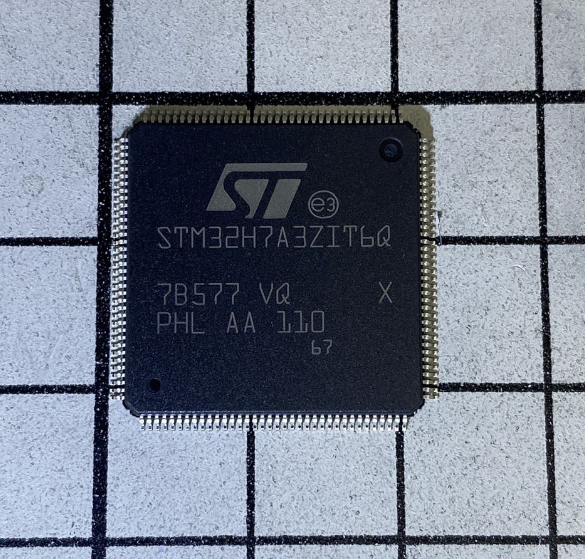 ST
e3
STM32H7A3ZIT6Q
7B577 VQ X
PHL AA 110
67